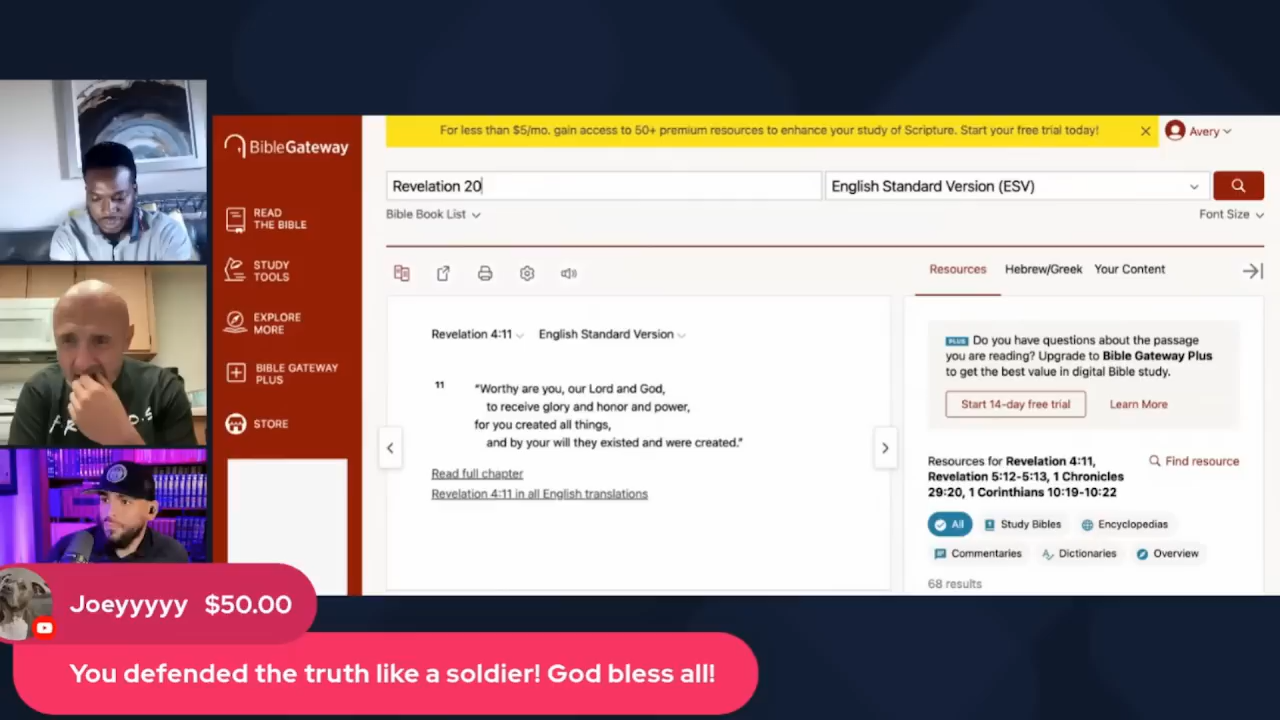 BibleGateway
READ
THE BIBLE
STUDY
TOOLS
EXPLORE
MORE
BIBLE GATEWAY
PLUS
STORE
For less than $5/mo. gain access to 50+ premium resources to enhance your study of Scripture. Start your free trial today!
Avery
Revelation 20
English Standard Version (ESV)
Bible Book List
Font Size
Resources
Hebrew/Greek
Your Content
Revelation 4:11
English Standard Version
11 “Worthy are you, our Lord and God,
to receive glory and honor and power,
for you created all things,
and by your will they existed and were created.”
Read full chapter
Revelation 4:11 in all English translations
PLUS Do you have questions about the passage
you are reading? Upgrade to Bible Gateway Plus
to get the best value in digital Bible study.
Start 14-day free trial
Learn More
Resources for Revelation 4:11,
Revelation 5:12-5:13, 1 Chronicles
29:20, 1 Corinthians 10:19-10:22
Find resource
All
Study Bibles
Encyclopedias
Commentaries
Dictionaries
Overview
68 results
Joeyyyyy $50.00
You defended the truth like a soldier! God bless all!